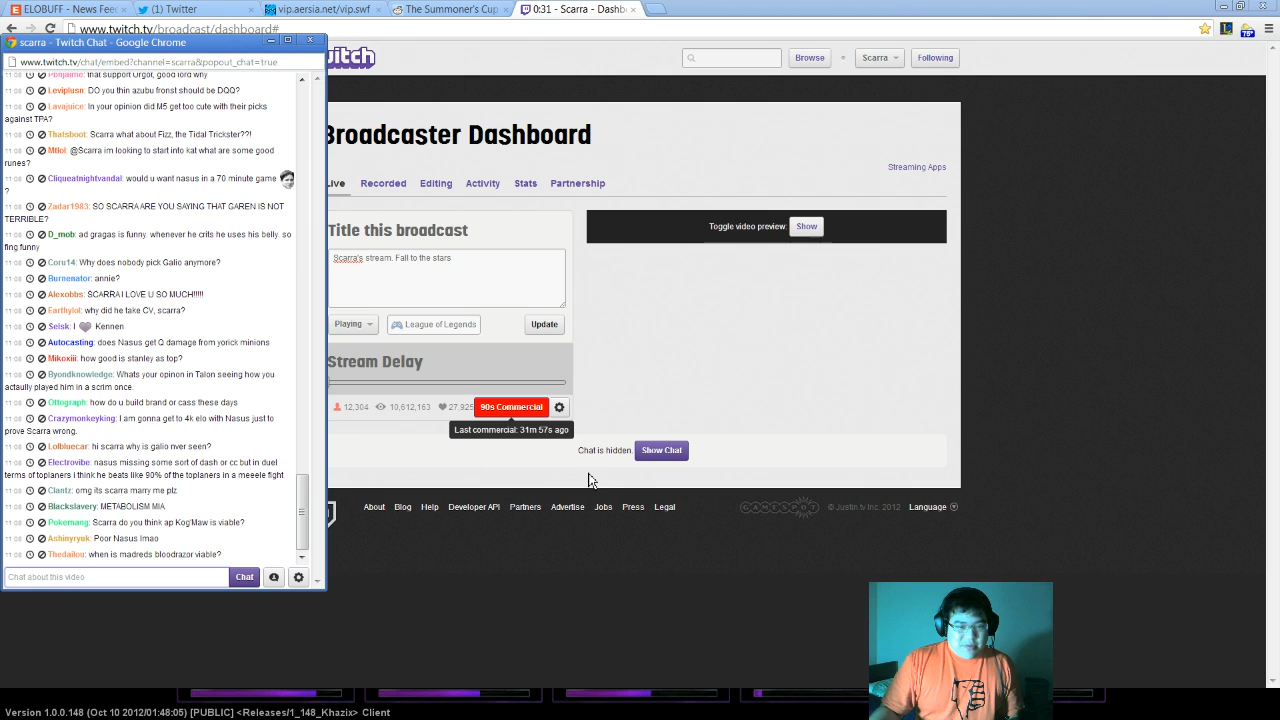 ELOBUFF - News Fee
(1) Twitter
vip.aersia.net/vip.swf
The Summoner's Cup
0:31 - Scarra - Dashb
www.twitch.tv/broadcast/dashboard#
scarra - Twitch Chat - Google Chrome
www.twitch.tv/chat/embed?channel=scarra&popout_chat=true
11:08 Ponjaime: that support Urgot, good lord why
11:08 Leviplusn: DO you thin azubu fronst should be DQQ?
11:08 Lavajuice: In your opinion did M5 get too cute with their picks
against TPA?
11:08 Thatsboot: Scarra what about Fizz, the Tidal Trickster??!
11:08 Mtlol: @Scarra im looking to start into kat what are some good
runes?
11:08 Cliqueatnightvandal: would u want nasus in a 70 minute game
?
11:08 Zadar1983: SO SCARRA ARE YOU SAYING THAT GAREN IS NOT
TERRIBLE?
11:08 D_mob: ad gragas is funny. whenever he crits he uses his belly. so
fing funny
11:08 Coru14: Why does nobody pick Galio anymore?
11:08 Burnenator: annie?
11:08 Alexobbs: SCARRA I LOVE U SO MUCH!!!!!
11:08 Earthylol: why did he take CV, scarra?
11:08 Selsk: I Kennen
11:08 Autocasting: does Nasus get Q damage from yorick minions
11:08 Mikoxiii: how good is stanley as top?
11:08 Byondknowledge: Whats your opinon in Talon seeing how you
actaully played him in a scrim once.
11:08 Ottograph: how do u build brand or cass these days
11:08 Crazymonkeyking: I am gonna get to 4k elo with Nasus just to
prove Scarra wrong.
11:08 Lolbluecar: hi scarra why is galio nver seen?
11:08 Electrovibe: nasus missing some sort of dash or cc but in duel
terms of toplaners i think he beats like 90% of the toplaners in a meeele fight
11:08 Clantz: omg its scarra marry me plz
11:08 Blackslavery: METABOLISM MIA
11:08 Pokemang: Scarra do you think ap Kog'Maw is viable?
11:08 Ashinyryuk: Poor Nasus lmao
11:08 Thedailou: when is madreds bloodrazor viable?
Chat about this video
Chat
Browse
Scarra
Following
Broadcaster Dashboard
Streaming Apps
Live Recorded Editing Activity Stats Partnership
Title this broadcast
Scarra's stream. Fall to the stars
Playing League of Legends Update
Stream Delay
12,304 10,612,163 27,925 90s Commercial
Last commercial: 31m 57s ago
Toggle video preview: Show
Chat is hidden. Show Chat
About Blog Help Developer API Partners Advertise Jobs Press Legal
GAMESPOT © Justin.tv Inc. 2012 Language
Version 1.0.0.148 (Oct 10 2012/01:48:05) [PUBLIC] <Releases/1_148_Khazix> Client